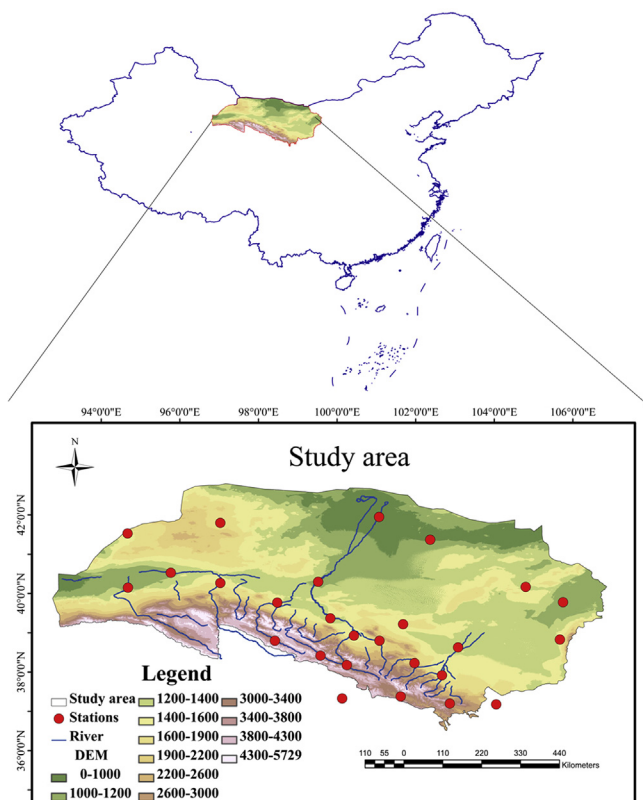 94°0'0"E 96°0'0"E 98°0'0"E 100°0'0"E 102°0'0"E 104°0'0"E 106°0'0"E
N
Study area
42°0'0"N
40°0'0"N
38°0'0"N
36°0'0"N
Legend
Study area 1200-1400 3000-3400
Stations 1400-1600 3400-3800
River 1600-1900 3800-4300
DEM 1900-2200 4300-5729
0-1000 2200-2600
1000-1200 2600-3000
110 55 0 110 220 330 440
Kilometers